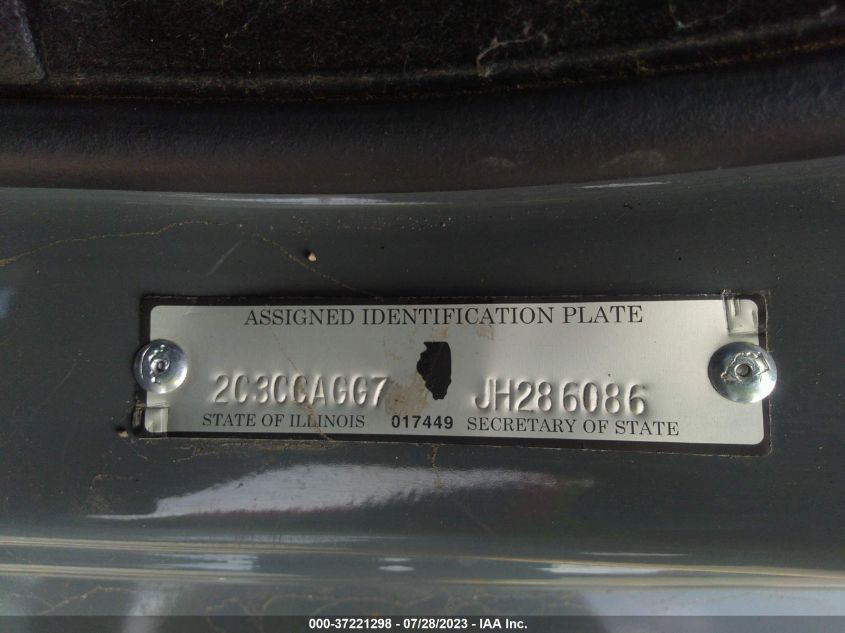 ASSIGNED IDENTIFICATION PLATE
2C3CCAGG7 JH286086
STATE OF ILLINOIS 017449 SECRETARY OF STATE
000-37221298 - 07/28/2023 - IAA Inc.